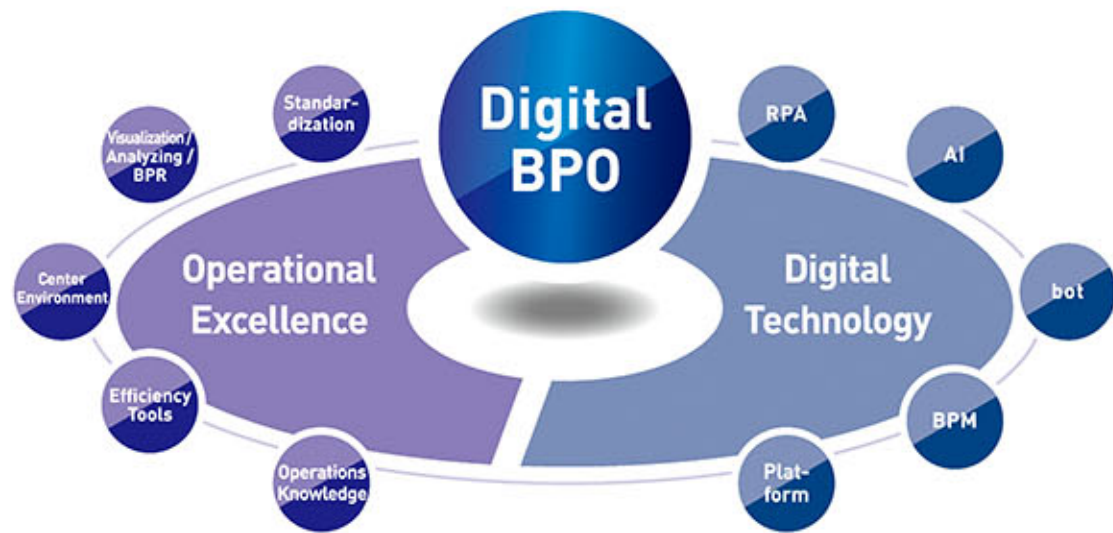 Digital
BPO
Standar-
dization
Visualization /
Analyzing /
BPR
Center
Environment
Efficiency
Tools
Operations
Knowledge
Operational
Excellence
Digital
Technology
RPA
AI
bot
BPM
Plat-
form